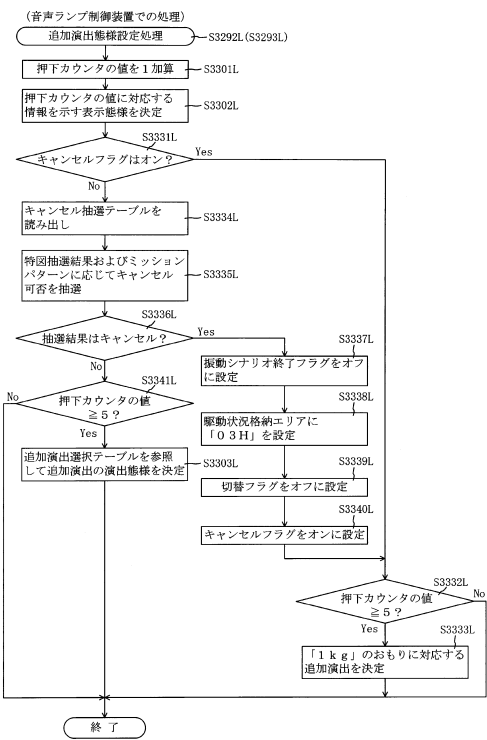 (音声ランプ制御装置での処理)
追加演出態様設定処理
S3292L(S3293L)
押下カウンタの値を1加算
S3301L
押下カウンタの値に対応する
情報を示す表示態様を決定
S3302L
S3331L
キャンセルフラグはオン?
Yes
No
キャンセル抽選テーブルを
読み出し
S3334L
特図抽選結果およびミッション
パターンに応じてキャンセル
可否を抽選
S3335L
S3336L
抽選結果はキャンセル?
Yes
No
S3337L
振動シナリオ終了フラグをオフ
に設定
S3338L
駆動状況格納エリアに
「03H」を設定
S3339L
切替フラグをオフに設定
S3340L
キャンセルフラグをオンに設定
S3341L
No
押下カウンタの値
≧5?
Yes
追加演出選択テーブルを参照
して追加演出の演出態様を決定
S3303L
S3332L
押下カウンタの値
≧5?
No
Yes
S3333L
「1kg」のおもりに対応する
追加演出を決定
終了